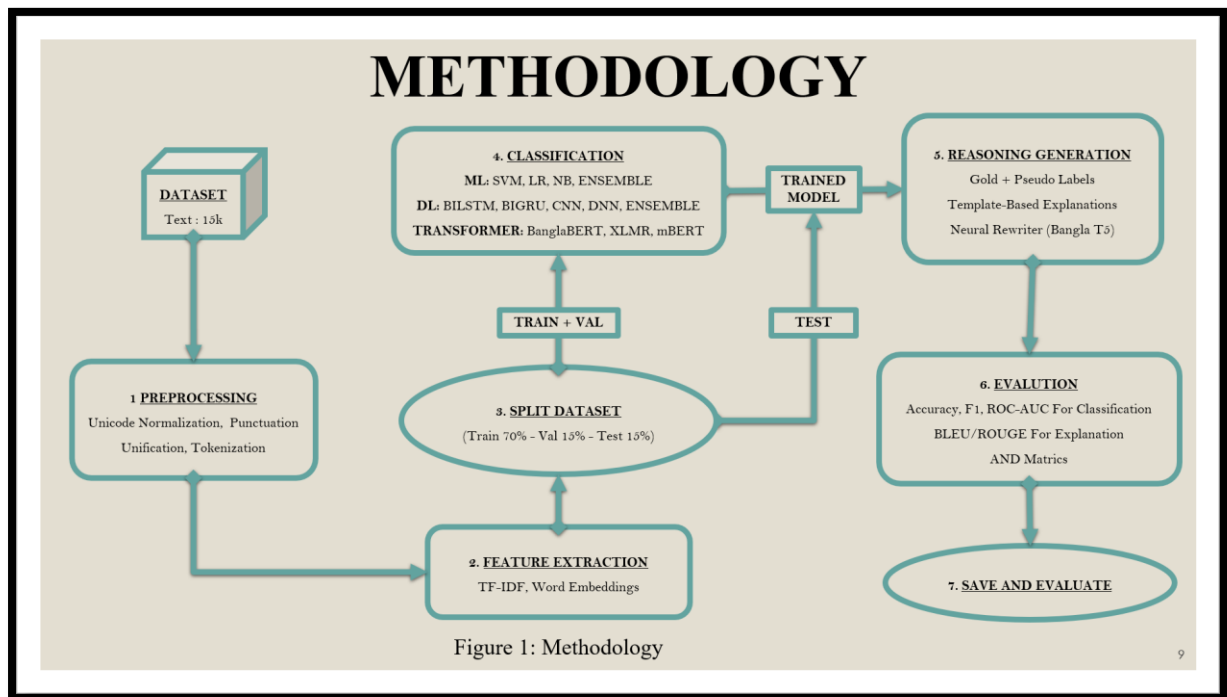 METHODOLOGY
DATASET
Text : 15k
1 PREPROCESSING
Unicode Normalization, Punctuation
Unification, Tokenization
2. FEATURE EXTRACTION
TF-IDF, Word Embeddings
3. SPLIT DATASET
(Train 70% - Val 15% - Test 15%)
TRAIN + VAL
TEST
4. CLASSIFICATION
ML: SVM, LR, NB, ENSEMBLE
DL: BILSTM, BIGRU, CNN, DNN, ENSEMBLE
TRANSFORMER: BanglaBERT, XLMR, mBERT
TRAINED
MODEL
5. REASONING GENERATION
Gold + Pseudo Labels
Template-Based Explanations
Neural Rewriter (Bangla T5)
6. EVALUTION
Accuracy, F1, ROC-AUC For Classification
BLEU/ROUGE For Explanation
AND Matrics
7. SAVE AND EVALUATE
Figure 1: Methodology
9